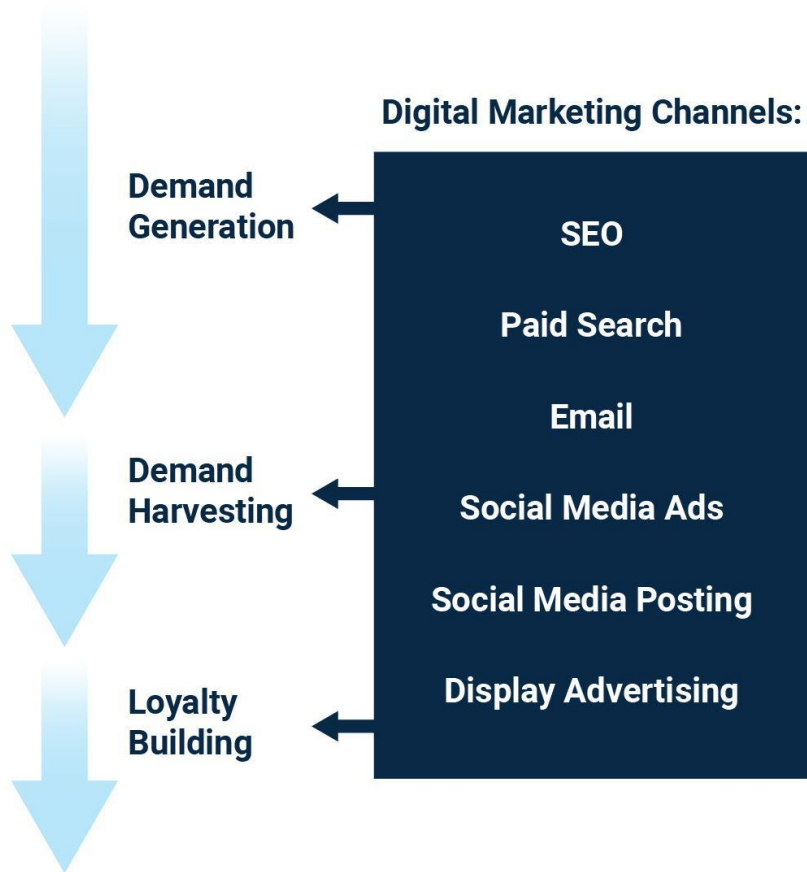 Digital Marketing Channels:
Demand
Generation
SEO
Paid Search
Email
Demand
Harvesting
Social Media Ads
Social Media Posting
Display Advertising
Loyalty
Building